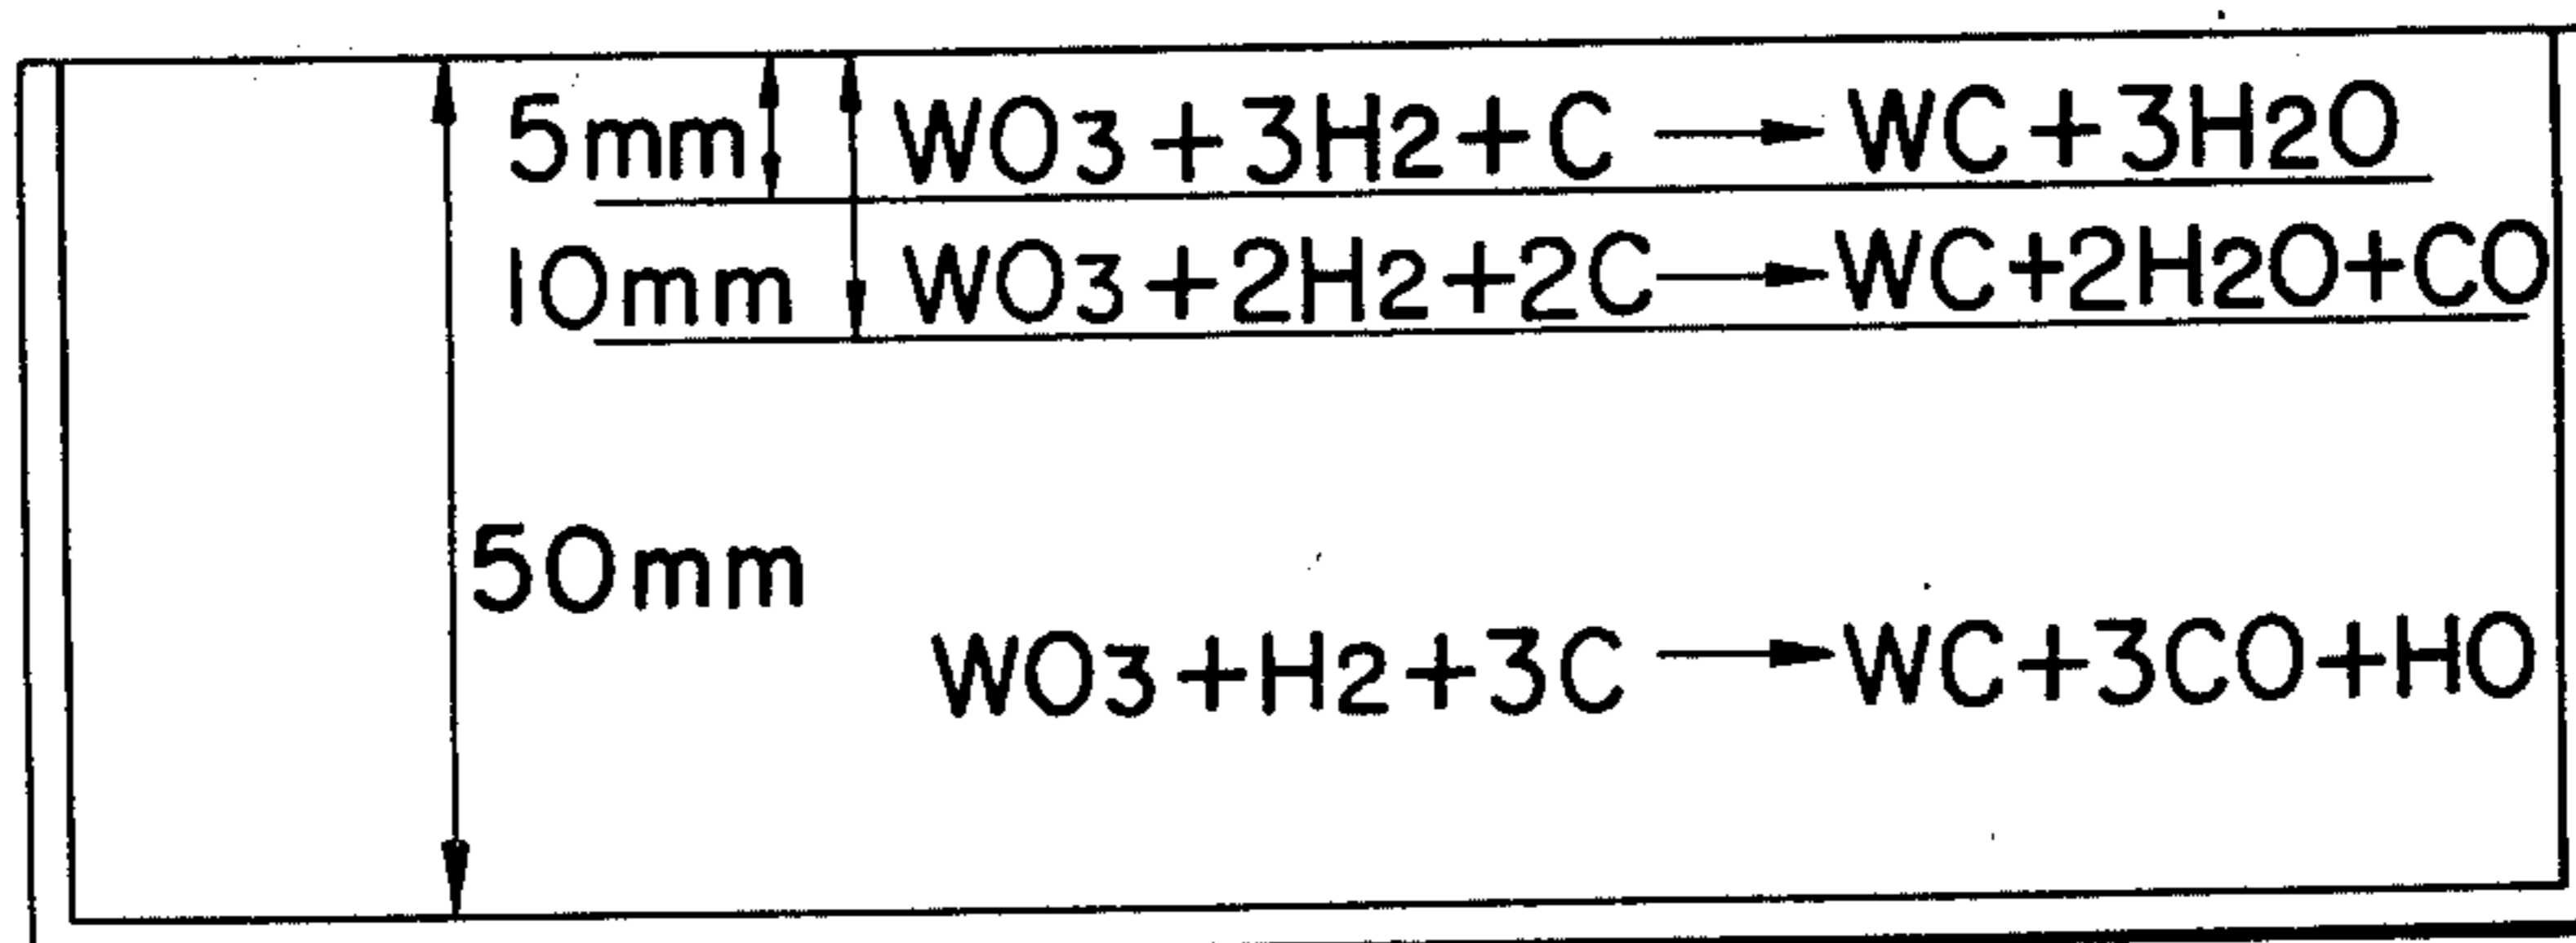 5mm WO3+3H2+C → WC+3H2O
10mm WO3+2H2+2C → WC+2H2O+CO
50mm
WO3+H2+3C → WC+3CO+HO